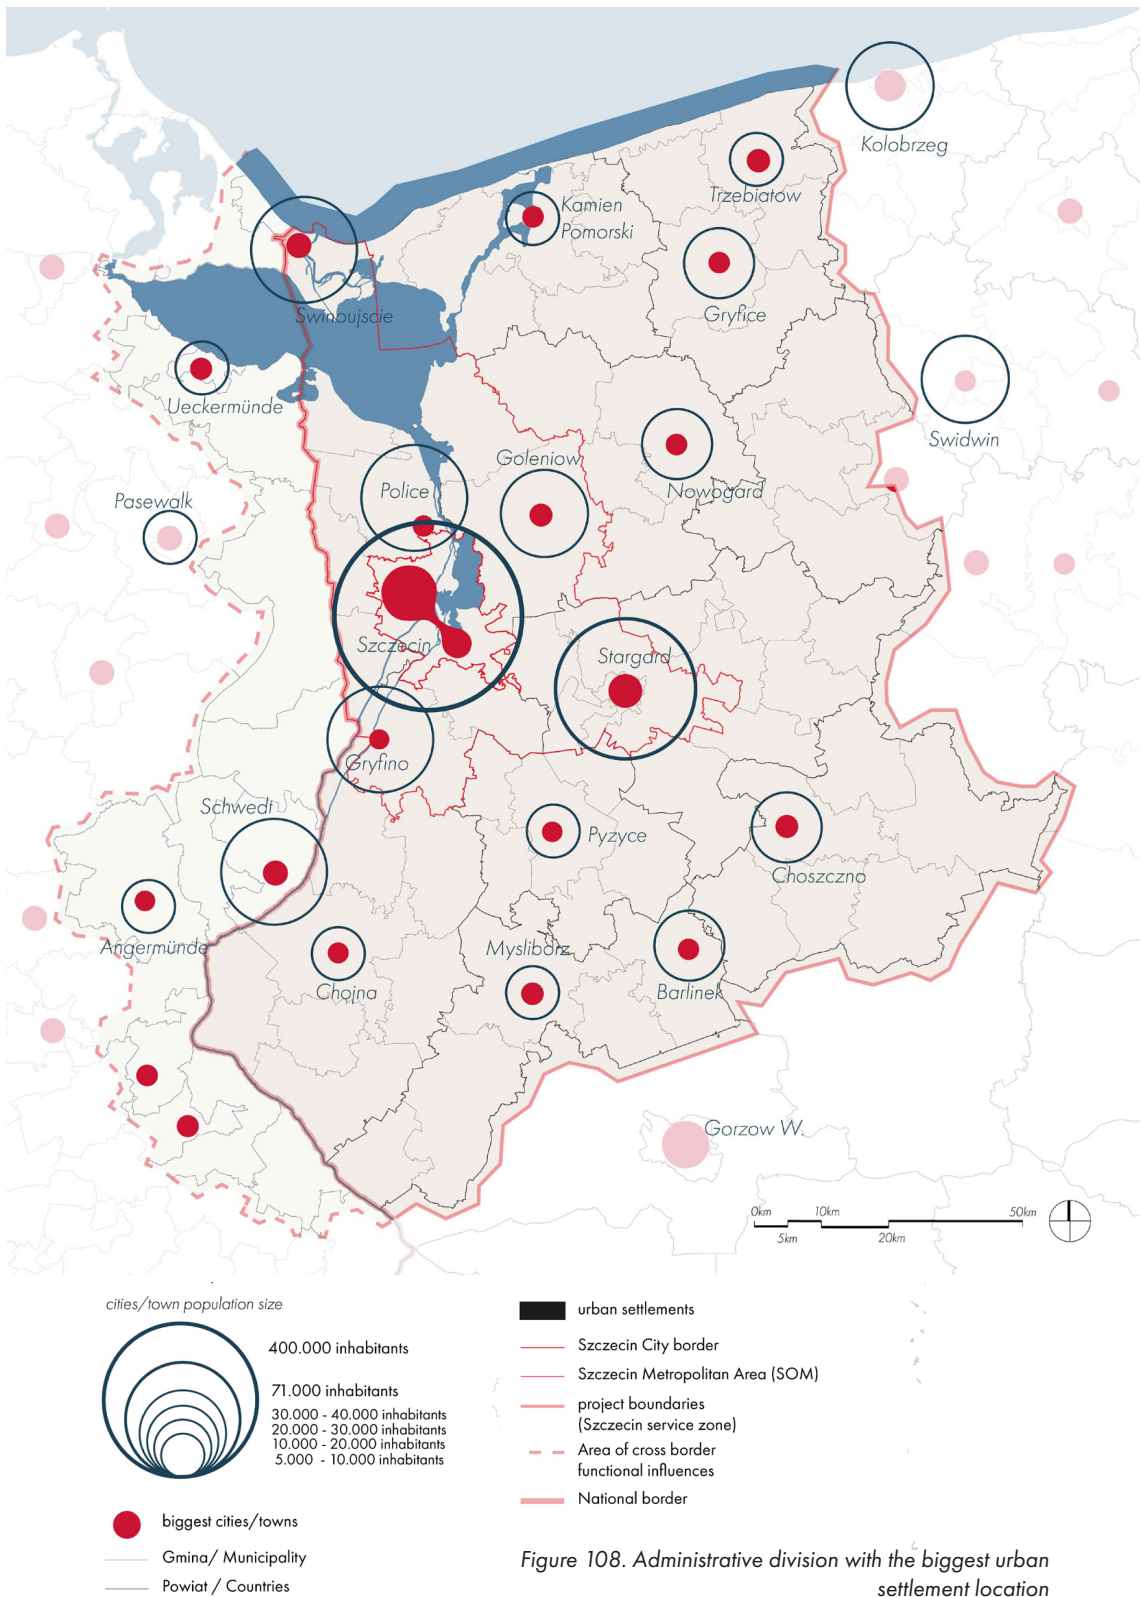 Kolobrzeg
Trzebiatow
Kamien
Pomorski
Gryfice
Swinoujscie
Ueckermünde
Swidwin
Nowogard
Goleniow
Police
Pasewalk
Szczecin
Stargard
Gryfino
Schwedt
Pyzyce
Choszczno
Angermünde
Chojna
Mysliborz
Barlinek
Gorzow W.
0km
10km
50km
5km
20km
cities/town population size
400.000 inhabitants
71.000 inhabitants
30.000 - 40.000 inhabitants
20.000 - 30.000 inhabitants
10.000 - 20.000 inhabitants
5.000 - 10.000 inhabitants
biggest cities/towns
Gmina/ Municipality
Powiat / Countries
urban settlements
Szczecin City border
Szczecin Metropolitan Area (SOM)
project boundaries
(Szczecin service zone)
Area of cross border
functional influences
National border
Figure 108. Administrative division with the biggest urban
settlement location